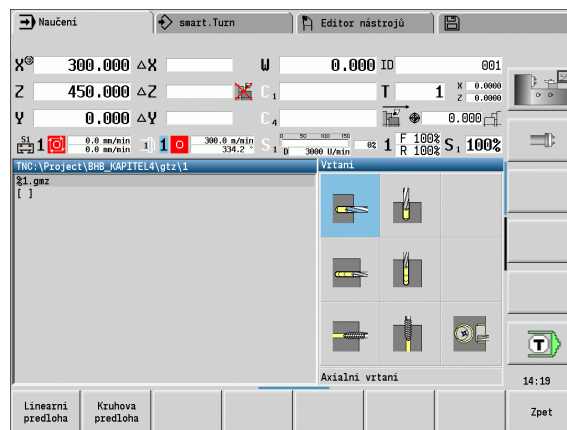 Naučení smart.Turn Editor nástrojů
X 300.000 ΔX W 0.000 ID 001
Z 450.000 ΔZ C 1 T 1 X 0.0000 Z 0.0000
Y 0.000 ΔY C 4 0.000
S1 1 0.0 mm/min 0.0 mm/min 1 300.0 m/min 334.2 ° S 1 0 50 100 150 0% D 3000 U/min 1 F 100% R 100% S 1 100%
TNC:\Project\BHB_KAPITEL4\gtz\1 Vrtani
%1.gmz
[ ]
T
Axialni vrtani
14:19
Linearni predloha Kruhova predloha Zpet